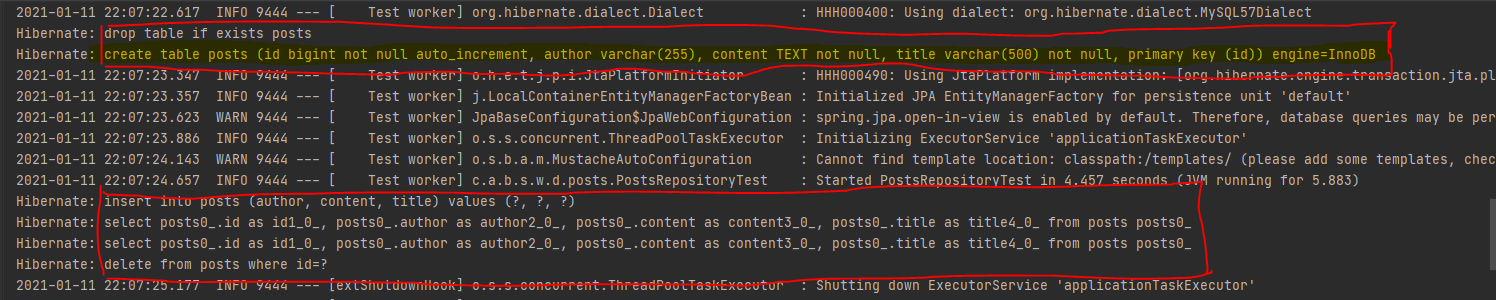 2021-01-11 22:07:22.617  INFO 9444 --- [    Test worker] org.hibernate.dialect.Dialect            : HHH000400: Using dialect: org.hibernate.dialect.MySQL57Dialect
Hibernate: drop table if exists posts
Hibernate: create table posts (id bigint not null auto_increment, author varchar(255), content TEXT not null, title varchar(500) not null, primary key (id)) engine=InnoDB
2021-01-11 22:07:23.347  INFO 9444 --- [    Test worker] o.h.e.t.j.p.i.JtaPlatformInitiator       : HHH000490: Using JtaPlatform implementation: [org.hibernate.engine.transaction.jta.pl
2021-01-11 22:07:23.357  INFO 9444 --- [    Test worker] j.LocalContainerEntityManagerFactoryBean : Initialized JPA EntityManagerFactory for persistence unit 'default'
2021-01-11 22:07:23.623  WARN 9444 --- [    Test worker] JpaBaseConfiguration$JpaWebConfiguration : spring.jpa.open-in-view is enabled by default. Therefore, database queries may be per
2021-01-11 22:07:23.886  INFO 9444 --- [    Test worker] o.s.s.concurrent.ThreadPoolTaskExecutor  : Initializing ExecutorService 'applicationTaskExecutor'
2021-01-11 22:07:24.143  WARN 9444 --- [    Test worker] o.s.b.a.m.MustacheAutoConfiguration      : Cannot find template location: classpath:/templates/ (please add some templates, chec
2021-01-11 22:07:24.657  INFO 9444 --- [    Test worker] c.a.b.s.w.d.posts.PostsRepositoryTest    : Started PostsRepositoryTest in 4.457 seconds (JVM running for 5.883)
Hibernate: insert into posts (author, content, title) values (?, ?, ?)
Hibernate: select posts0_.id as id1_0_, posts0_.author as author2_0_, posts0_.content as content3_0_, posts0_.title as title4_0_ from posts posts0_
Hibernate: select posts0_.id as id1_0_, posts0_.author as author2_0_, posts0_.content as content3_0_, posts0_.title as title4_0_ from posts posts0_
Hibernate: delete from posts where id=?
2021-01-11 22:07:25.177  INFO 9444 --- [extShutdownHook] o.s.s.concurrent.ThreadPoolTaskExecutor  : Shutting down ExecutorService 'applicationTaskExecutor'